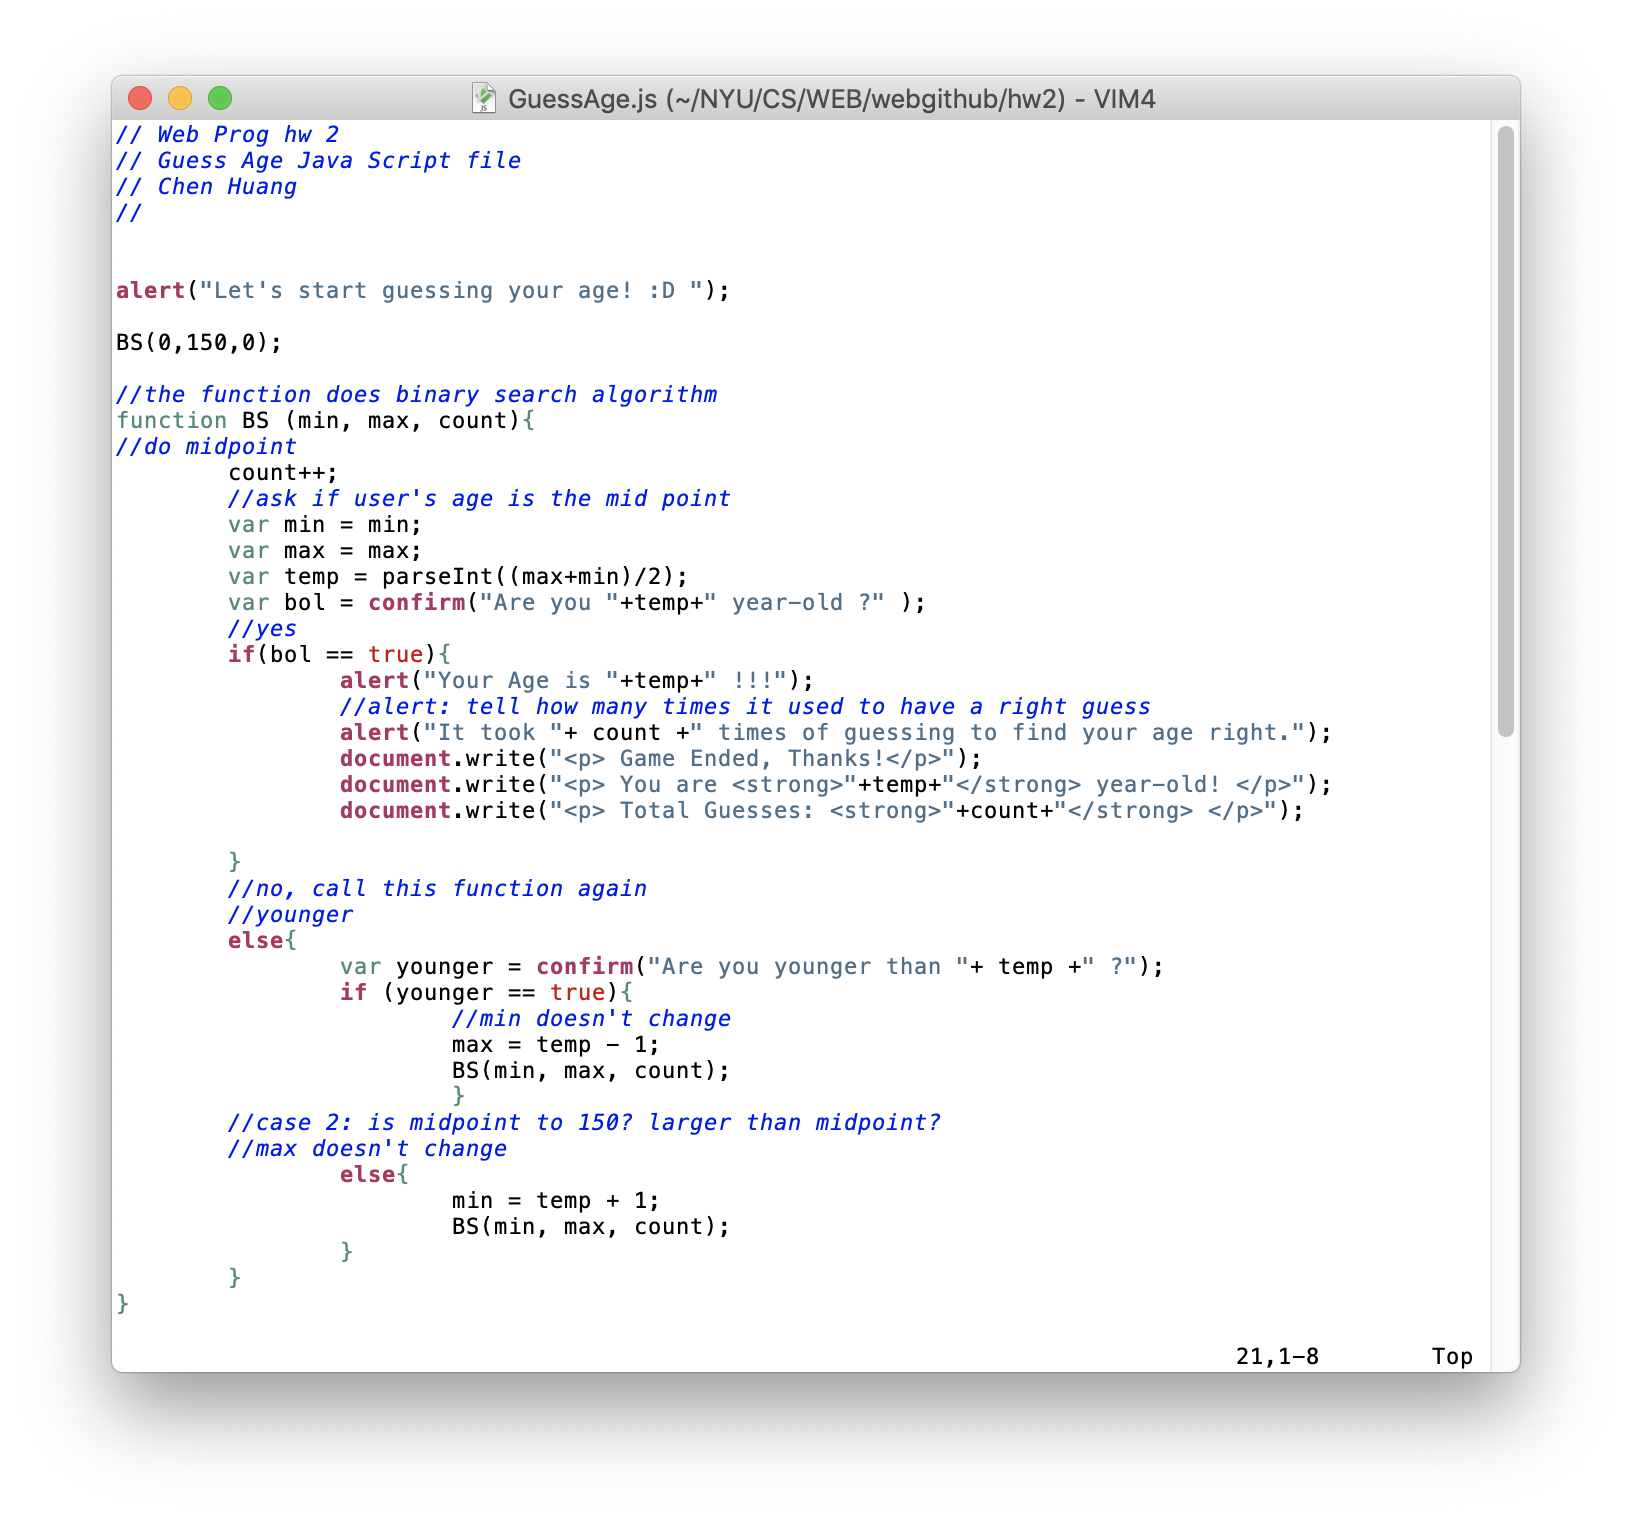 GuessAge.js (~/NYU/CS/WEB/webgithub/hw2) - VIM4
// Web Prog hw 2
// Guess Age Java Script file
// Chen Huang
//
alert("Let's start guessing your age! :D ");
BS(0,150,0);
//the function does binary search algorithm
function BS (min, max, count){
//do midpoint
count++;
//ask if user's age is the mid point
var min = min;
var max = max;
var temp = parseInt((max+min)/2);
var bol = confirm("Are you "+temp+" year-old ?" );
//yes
if(bol == true){
alert("Your Age is "+temp+" !!!");
//alert: tell how many times it used to have a right guess
alert("It took "+ count +" times of guessing to find your age right.");
document.write("<p> Game Ended, Thanks!</p>");
document.write("<p> You are <strong>"+temp+"</strong> year-old! </p>");
document.write("<p> Total Guesses: <strong>"+count+"</strong> </p>");
}
//no, call this function again
//younger
else{
var younger = confirm("Are you younger than "+ temp +" ?");
if (younger == true){
//min doesn't change
max = temp - 1;
BS(min, max, count);
}
//case 2: is midpoint to 150? larger than midpoint?
//max doesn't change
else{
min = temp + 1;
BS(min, max, count);
}
}
}
21,1-8 Top